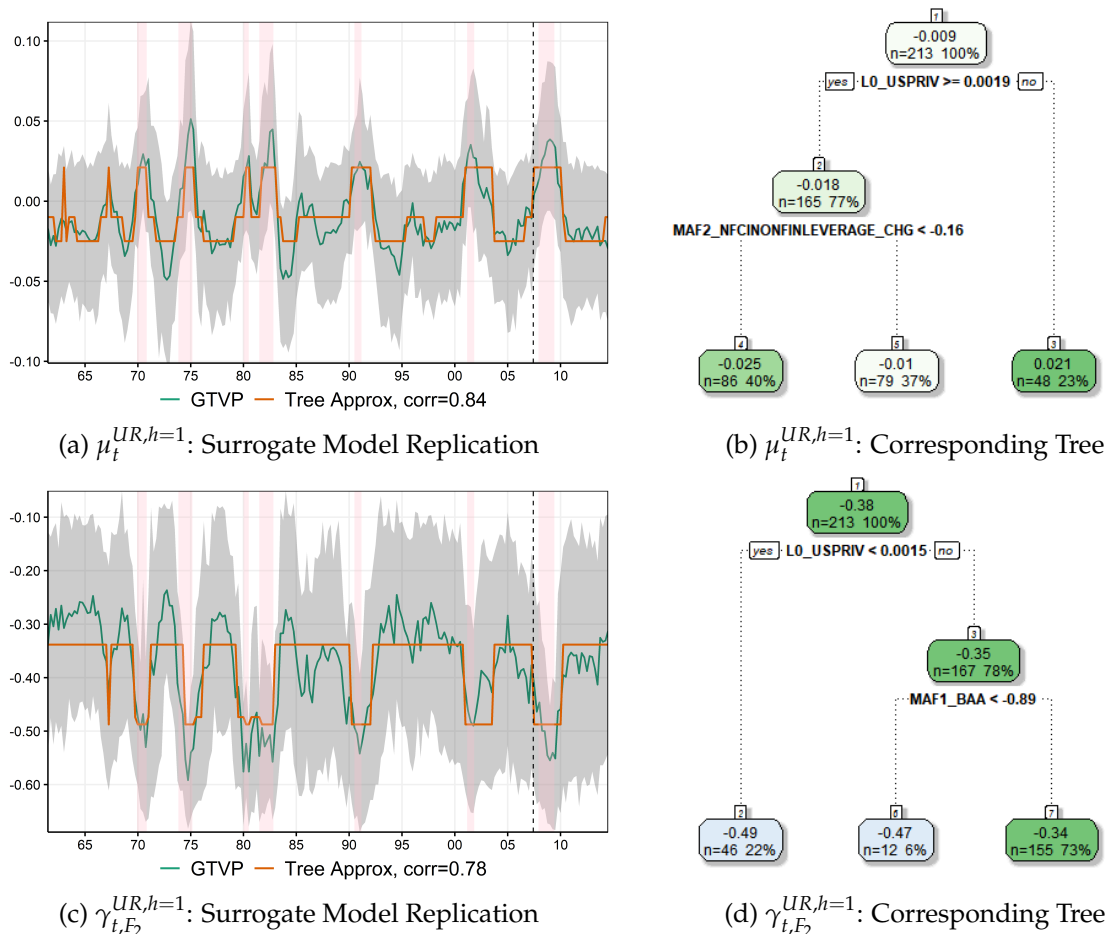 0.10
0.05
0.00
-0.05
-0.10
65 70 75 80 85 90 95 00 05 10
GTVP Tree Approx, corr=0.84
(a) μ_t^{UR,h=1}: Surrogate Model Replication
1
-0.009
n=213 100%
yes L0_USPRIV >= 0.0019 no
2
-0.018
n=165 77%
MAF2_NFCINONFINLEVERAGE_CHG < -0.16
4 5 3
-0.025 -0.01 0.021
n=86 40% n=79 37% n=48 23%
(b) μ_t^{UR,h=1}: Corresponding Tree
-0.10
-0.20
-0.30
-0.40
-0.50
-0.60
65 70 75 80 85 90 95 00 05 10
GTVP Tree Approx, corr=0.78
(c) γ_{t,F_2}^{UR,h=1}: Surrogate Model Replication
1
-0.38
n=213 100%
yes L0_USPRIV < 0.0015 no
3
-0.35
n=167 78%
MAF1_BAA < -0.89
2 6 7
-0.49 -0.47 -0.34
n=46 22% n=12 6% n=155 73%
(d) γ_{t,F_2}^{UR,h=1}: Corresponding Tree